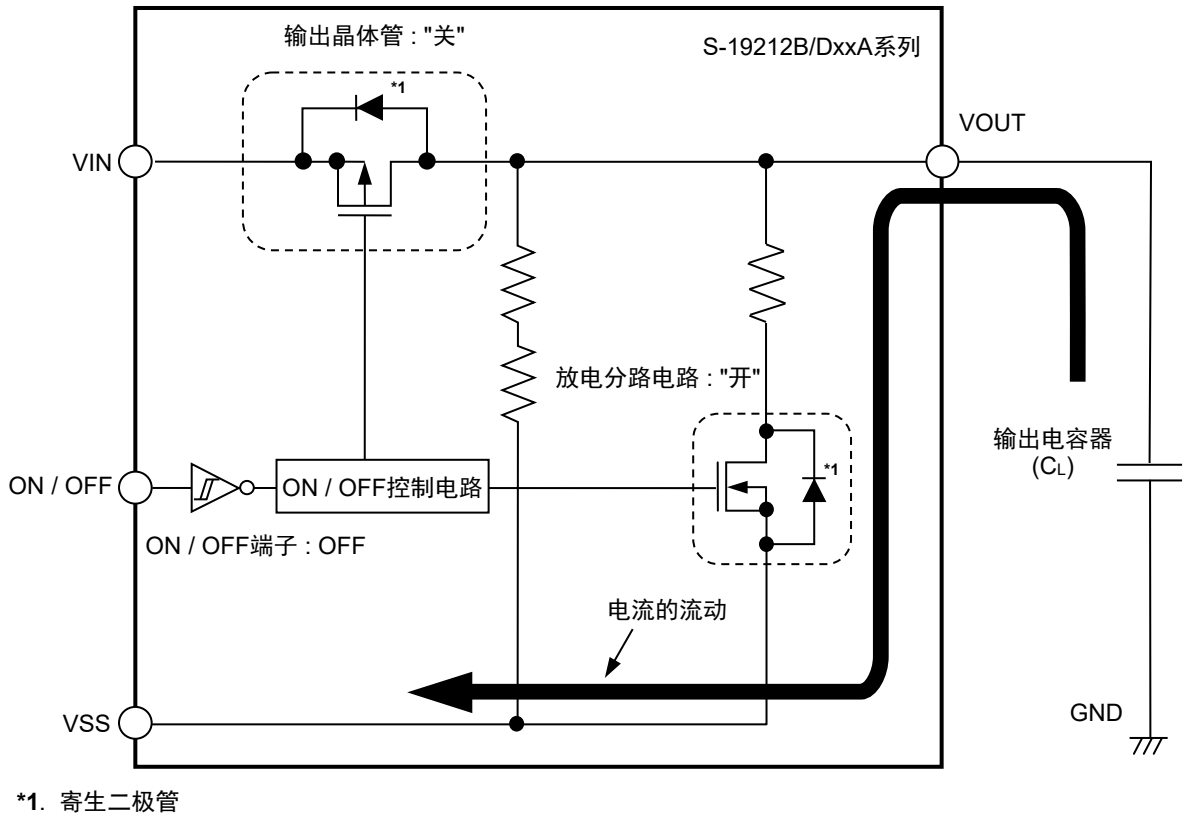 输出晶体管 : "关"
S-19212B/DxxA系列
*1
VOUT
VIN
放电分路电路 : "开"
输出电容器
(CL)
*1
ON / OFF
ON / OFF控制电路
ON / OFF端子 : OFF
电流的流动
VSS
GND
*1. 寄生二极管